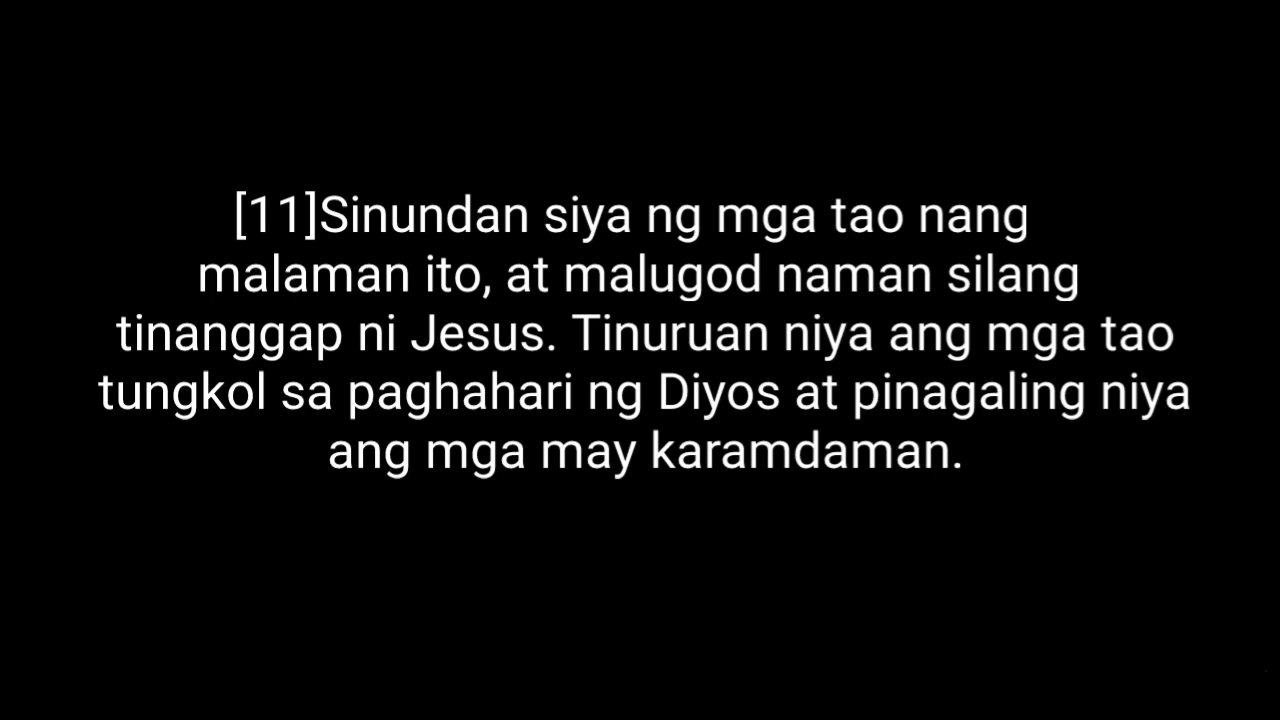 [11]Sinundan siya ng mga tao nang
malaman ito, at malugod naman silang
tinanggap ni Jesus. Tinuruan niya ang mga tao
tungkol sa paghahari ng Diyos at pinagaling niya
ang mga may karamdaman.